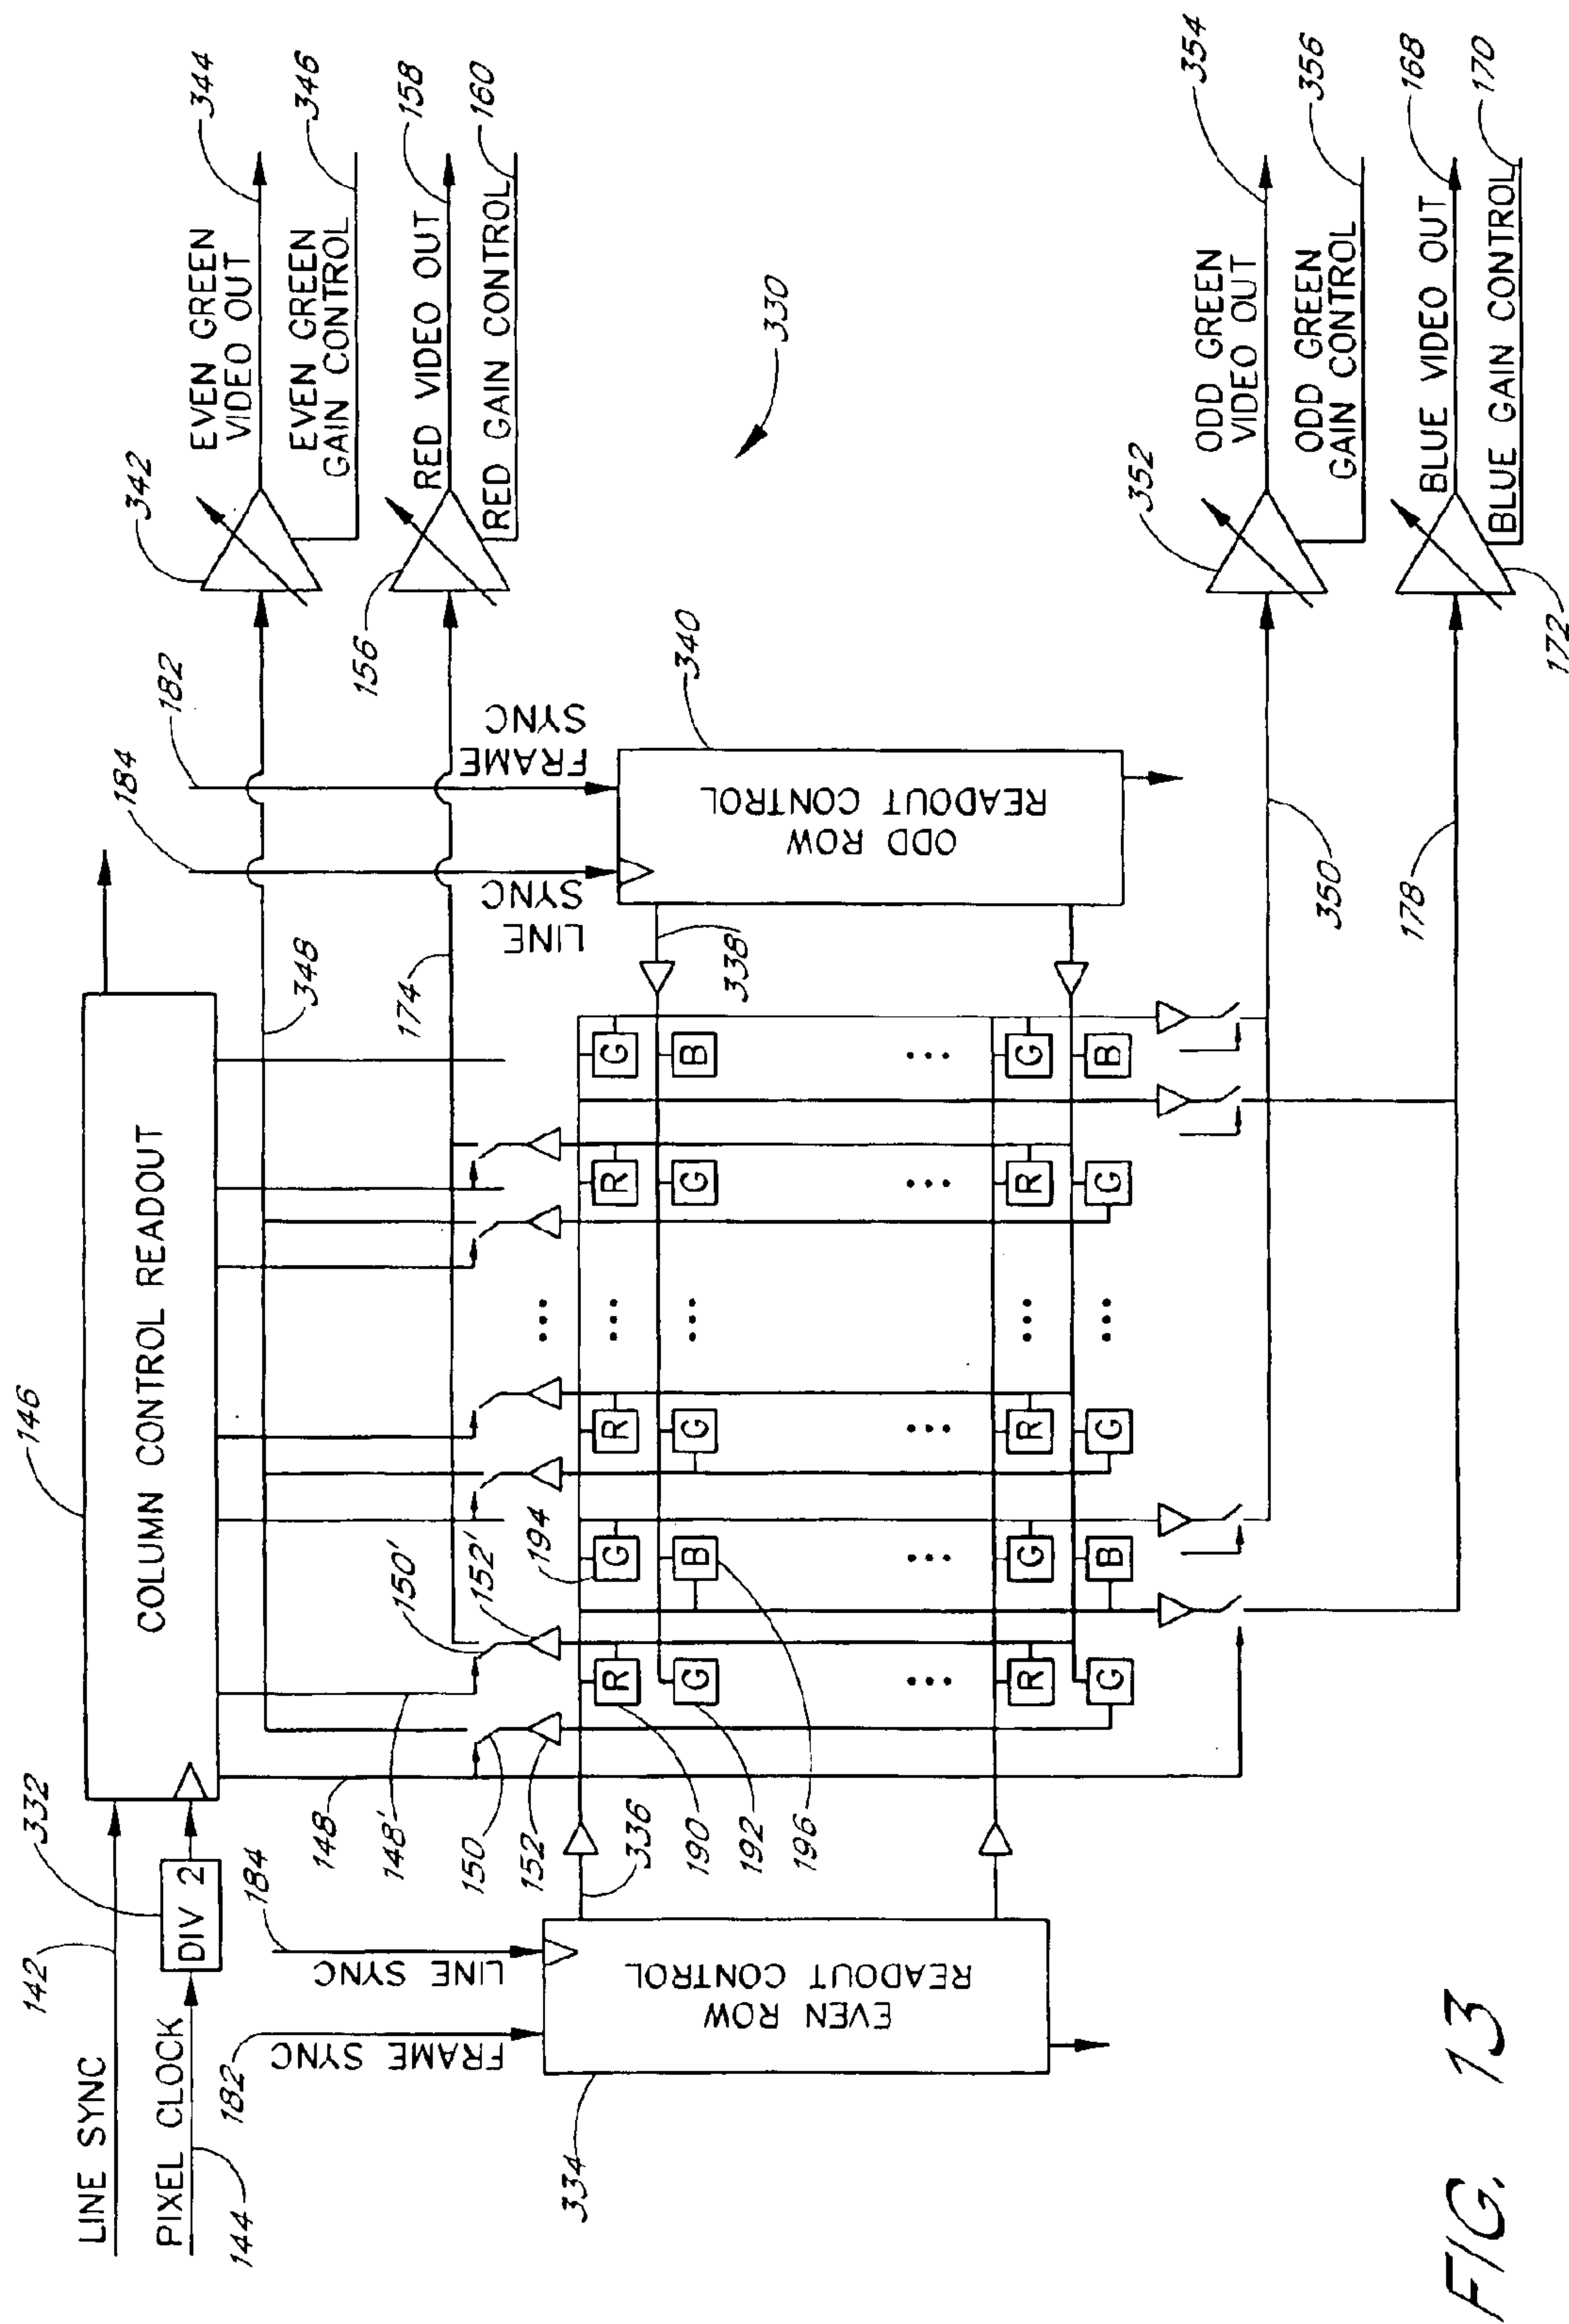 LINE SYNC
142
PIXEL CLOCK
144
332
DIV 2
146
COLUMN CONTROL READOUT
344
EVEN GREEN
VIDEO OUT
346
EVEN GREEN
GAIN CONTROL
342
158
RED VIDEO OUT
160
RED GAIN CONTROL
156
348
174
184
182
LINE
SYNC
FRAME
SYNC
340
ODD ROW
READOUT CONTROL
338
330
148
148'
150
152
150'
152'
194
182
FRAME SYNC
184
LINE SYNC
334
EVEN ROW
READOUT CONTROL
336
190
192
196
R G R ... R G
G B G ... G B
... ... ... ... ...
R G R ... R G
G B G ... G B
354
ODD GREEN
VIDEO OUT
356
ODD GREEN
GAIN CONTROL
352
350
168
BLUE VIDEO OUT
170
BLUE GAIN CONTROL
172
178
FIG. 13